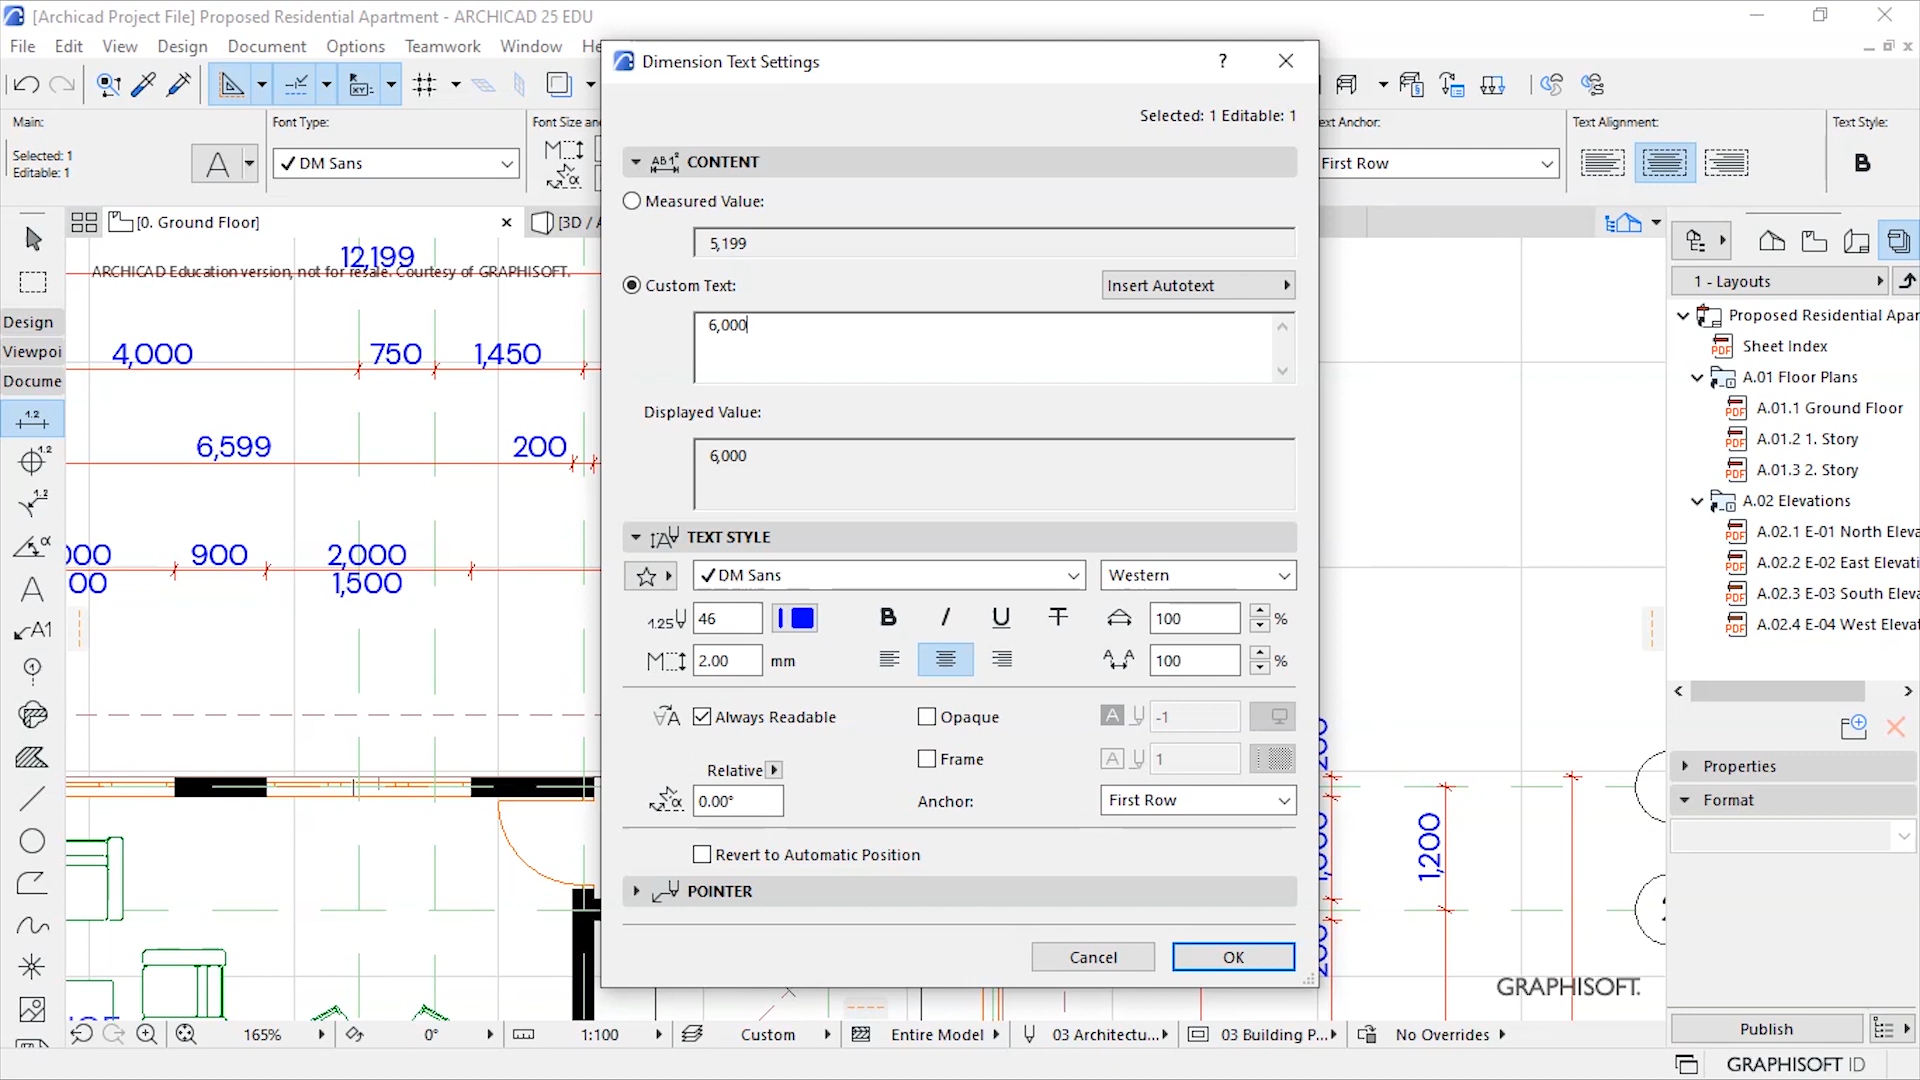 [Archicad Project File] Proposed Residential Apartment - ARCHICAD 25 EDU
File Edit View Design Document Options Teamwork Window
Dimension Text Settings
?
Selected: 1 Editable: 1
Main:
Selected: 1
Editable: 1
A
Font Type:
✓ DM Sans
Font Size
Text Anchor:
First Row
Text Alignment:
Text Style:
B
[0. Ground Floor]
[3D /
CONTENT
Measured Value:
5,199
Custom Text:
Insert Autotext
6,000
Displayed Value:
6,000
TEXT STYLE
✓ DM Sans
Western
46
B / U T
100
%
2.00
mm
100
%
Always Readable
Opaque
-1
Frame
1
Relative
0.00°
Anchor:
First Row
Revert to Automatic Position
POINTER
Cancel
OK
12,199
ARCHICAD Education version, not for resale. Courtesy of GRAPHISOFT.
4,000
750
1,450
6,599
200
900
2,000
1,500
1,200
Design
Viewpoi
Docume
1 - Layouts
Proposed Residential Apar
Sheet Index
A.01 Floor Plans
A.01.1 Ground Floor
A.01.2 1. Story
A.01.3 2. Story
A.02 Elevations
A.02.1 E-01 North Eleva
A.02.2 E-02 East Elevati
A.02.3 E-03 South Eleva
A.02.4 E-04 West Elevat
Properties
Format
GRAPHISOFT.
165%
0°
1:100
Custom
Entire Model
03 Architectu...
03 Building P...
No Overrides
Publish
GRAPHISOFT ID